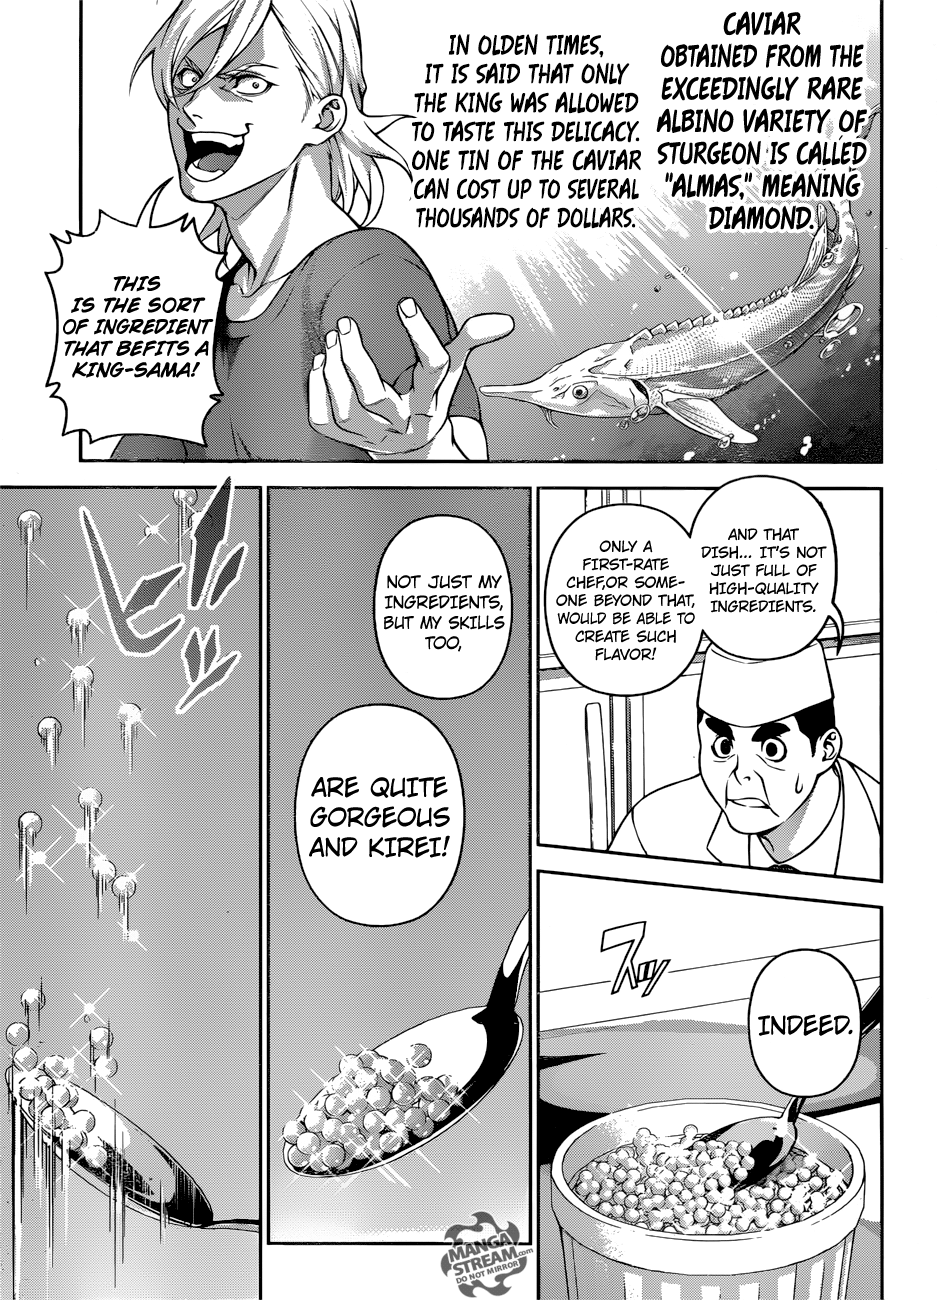 CAVIAR
OBTAINED FROM THE
EXCEEDINGLY RARE
ALBINO VARIETY OF
STURGEON IS CALLED
"ALMAS," MEANING
DIAMOND.
IN OLDEN TIMES,
IT IS SAID THAT ONLY
THE KING WAS ALLOWED
TO TASTE THIS DELICACY.
ONE TIN OF THE CAVIAR
CAN COST UP TO SEVERAL
THOUSANDS OF DOLLARS.
THIS
IS THE SORT
OF INGREDIENT
THAT BEFITS A
KING-SAMA!
AND THAT
DISH... IT'S NOT
JUST FULL OF
HIGH-QUALITY
INGREDIENTS.
ONLY A
FIRST-RATE
CHEF,OR SOME-
ONE BEYOND THAT,
WOULD BE ABLE TO
CREATE SUCH
FLAVOR!
INDEED.
スッ
NOT JUST MY
INGREDIENTS,
BUT MY SKILLS
TOO,
ARE QUITE
GORGEOUS
AND KIREI!
ビッ
MANGA
STREAM.com
DO NOT MIRROR